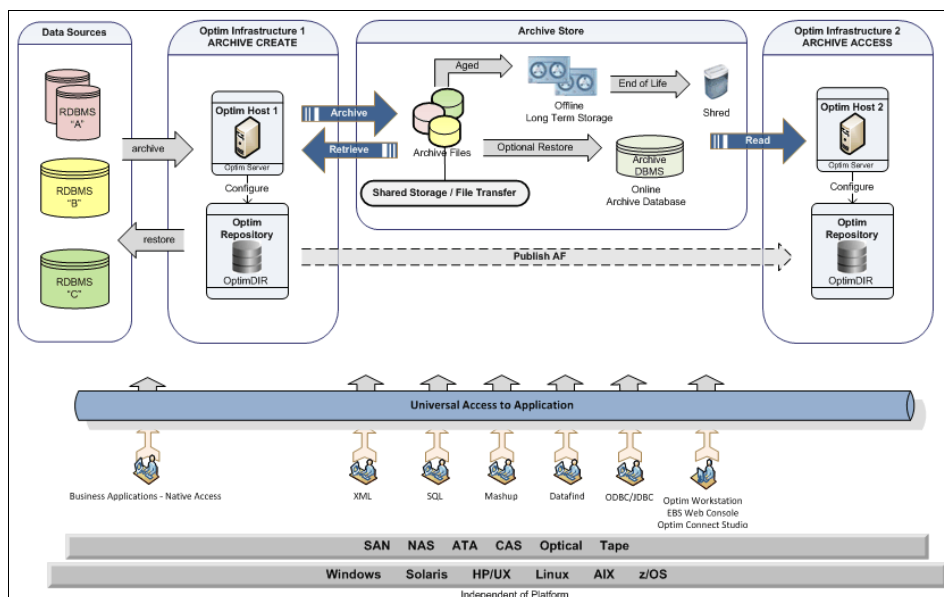 Data Sources
RDBMS
"A"
RDBMS
"B"
RDBMS
"C"
archive
restore
Optim Infrastructure 1
ARCHIVE CREATE
Optim Host 1
Optim Server
Configure
Optim
Repository
OptimDIR
Archive
Retrieve
Archive Store
Aged
Archive Files
Offline
Long Term Storage
End of Life
Shred
Optional Restore
Archive
DBMS
Online
Archive Database
Shared Storage / File Transfer
Publish AF
Read
Optim Infrastructure 2
ARCHIVE ACCESS
Optim Host 2
Optim Server
Configure
Optim
Repository
OptimDIR
Universal Access to Application
Business Applications - Native Access
XML
SQL
Mashup
Datafind
ODBC/JDBC
Optim Workstation
EBS Web Console
Optim Connect Studio
SAN NAS ATA CAS Optical Tape
Windows Solaris HP/UX Linux AIX z/OS
Independent of Platform